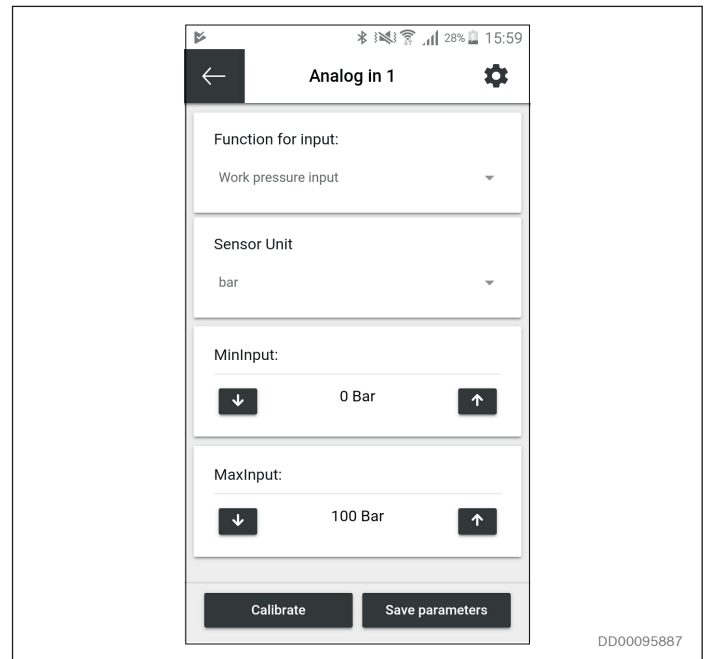 28% 15:59
Analog in 1
Function for input:
Work pressure input
Sensor Unit
bar
MinInput:
0 Bar
MaxInput:
100 Bar
Calibrate Save parameters
DD00095887